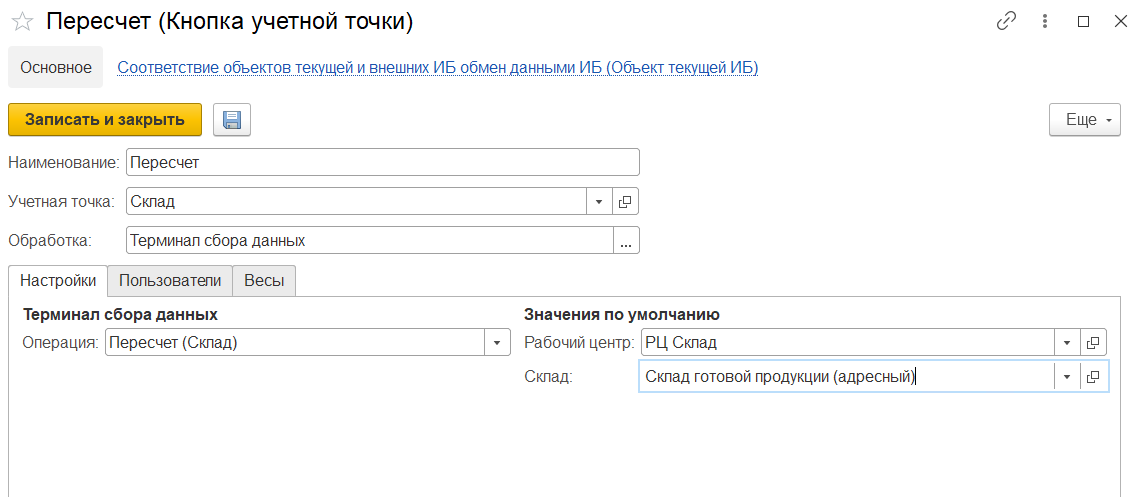 Пересчет (Кнопка учетной точки)
Основное Соответствие объектов текущей и внешних ИБ обмен данными ИБ (Объект текущей ИБ)
Записать и закрыть Еще
Наименование: Пересчет
Учетная точка: Склад
Обработка: Терминал сбора данных ...
Настройки Пользователи Весы
Терминал сбора данных Значения по умолчанию
Операция: Пересчет (Склад) Рабочий центр: РЦ Склад
Склад: Склад готовой продукции (адресный)